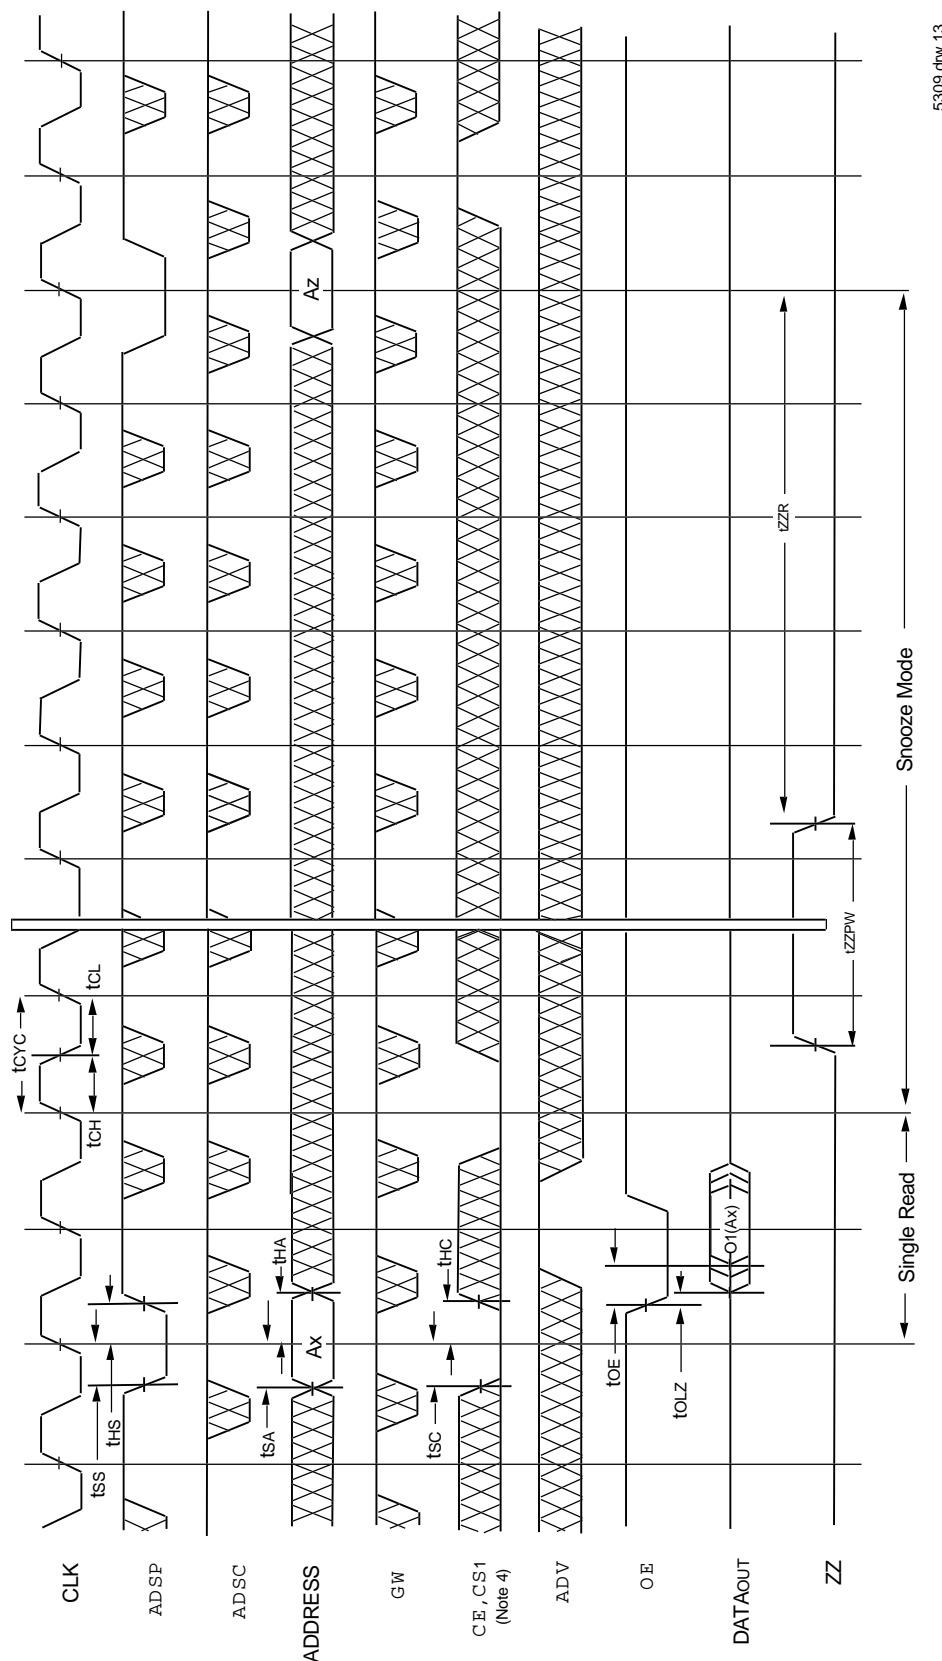 CLK
ADSP
ADSC
ADDRESS
GW
CE, CS1
(Note 4)
ADV
OE
DATAOUT
ZZ
tCYC
tCH
tCL
tSS
tHS
tSA
tHA
Ax
Az
tSC
tHC
tOE
tOLZ
O1(Ax)
tZZPW
tZZR
Single Read
Snooze Mode
5309 drw 13